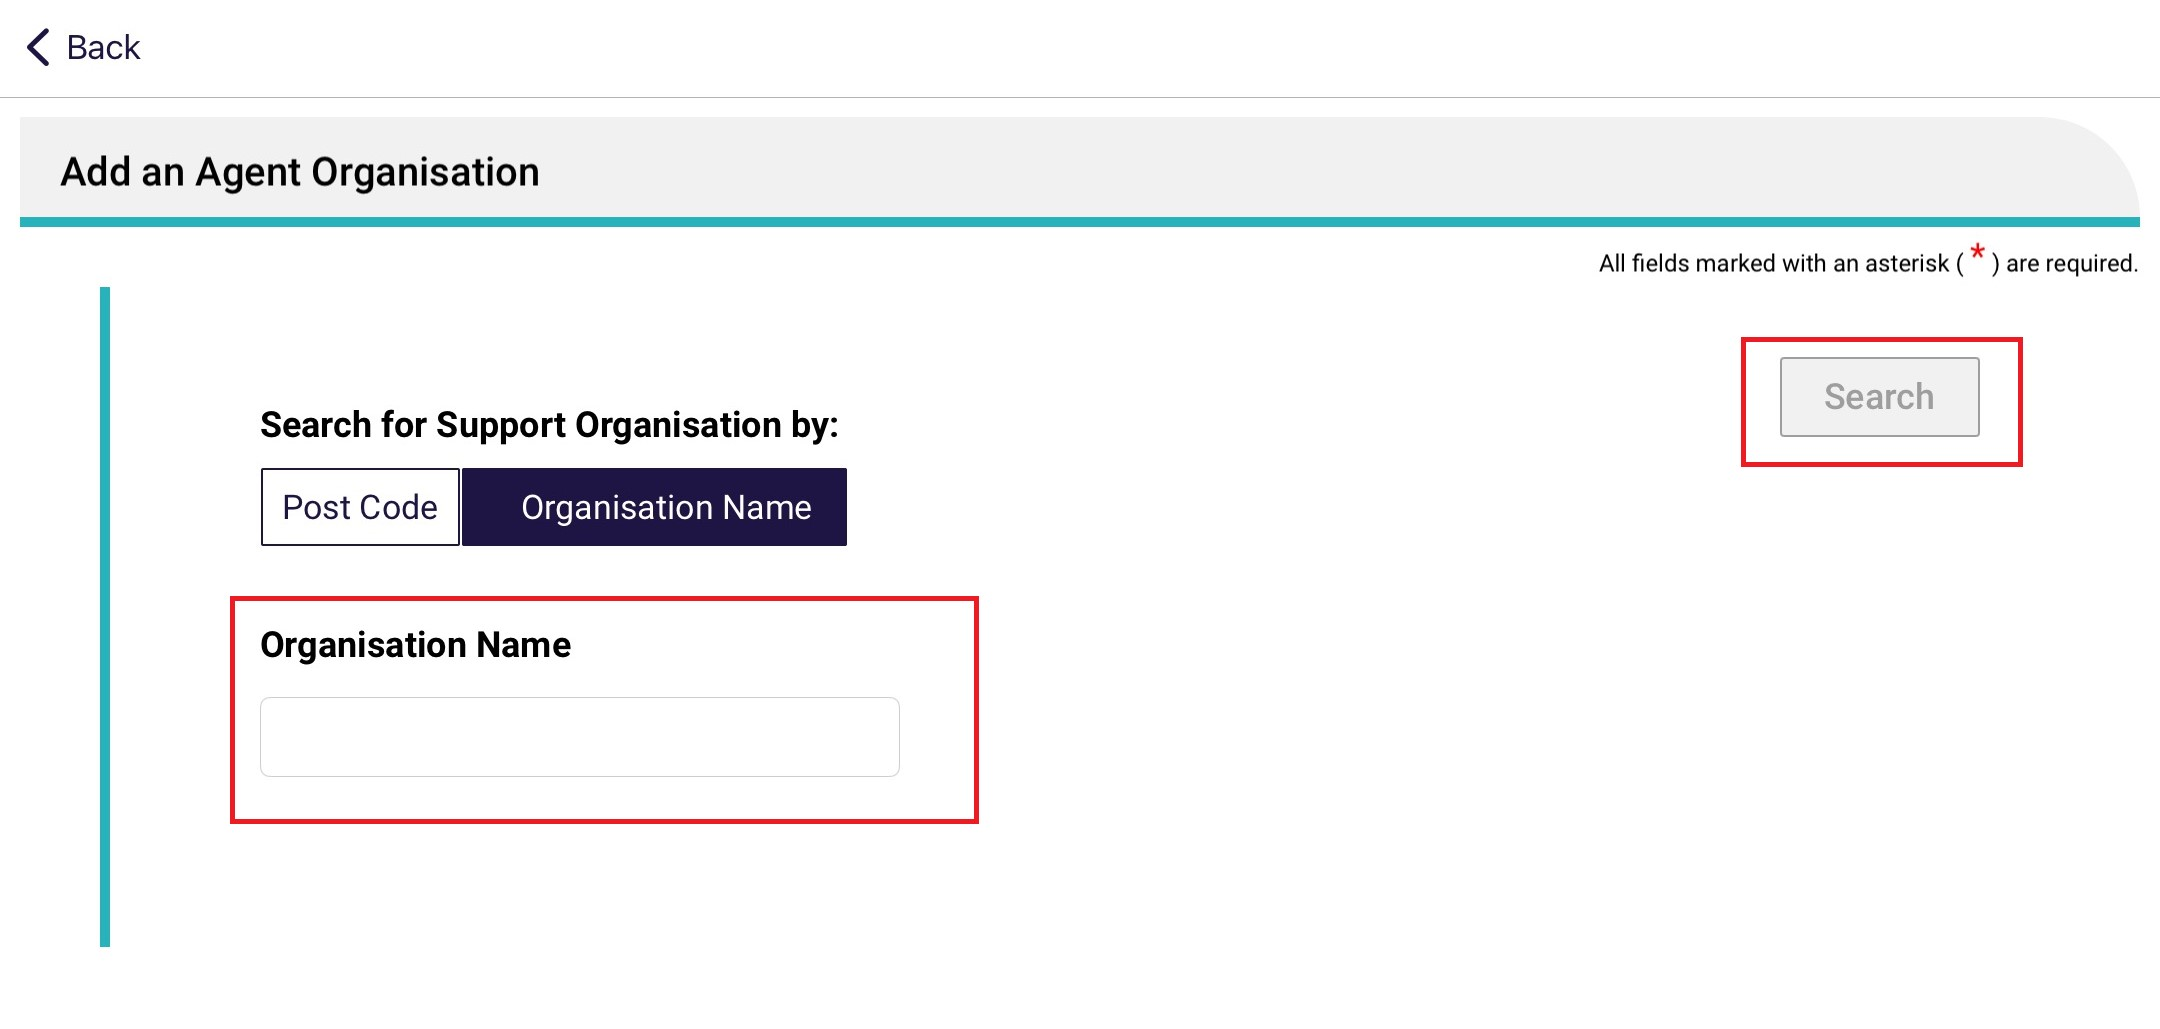 Back
Add an Agent Organisation
All fields marked with an asterisk ( * ) are required.
Search
Search for Support Organisation by:
Post Code Organisation Name
Organisation Name